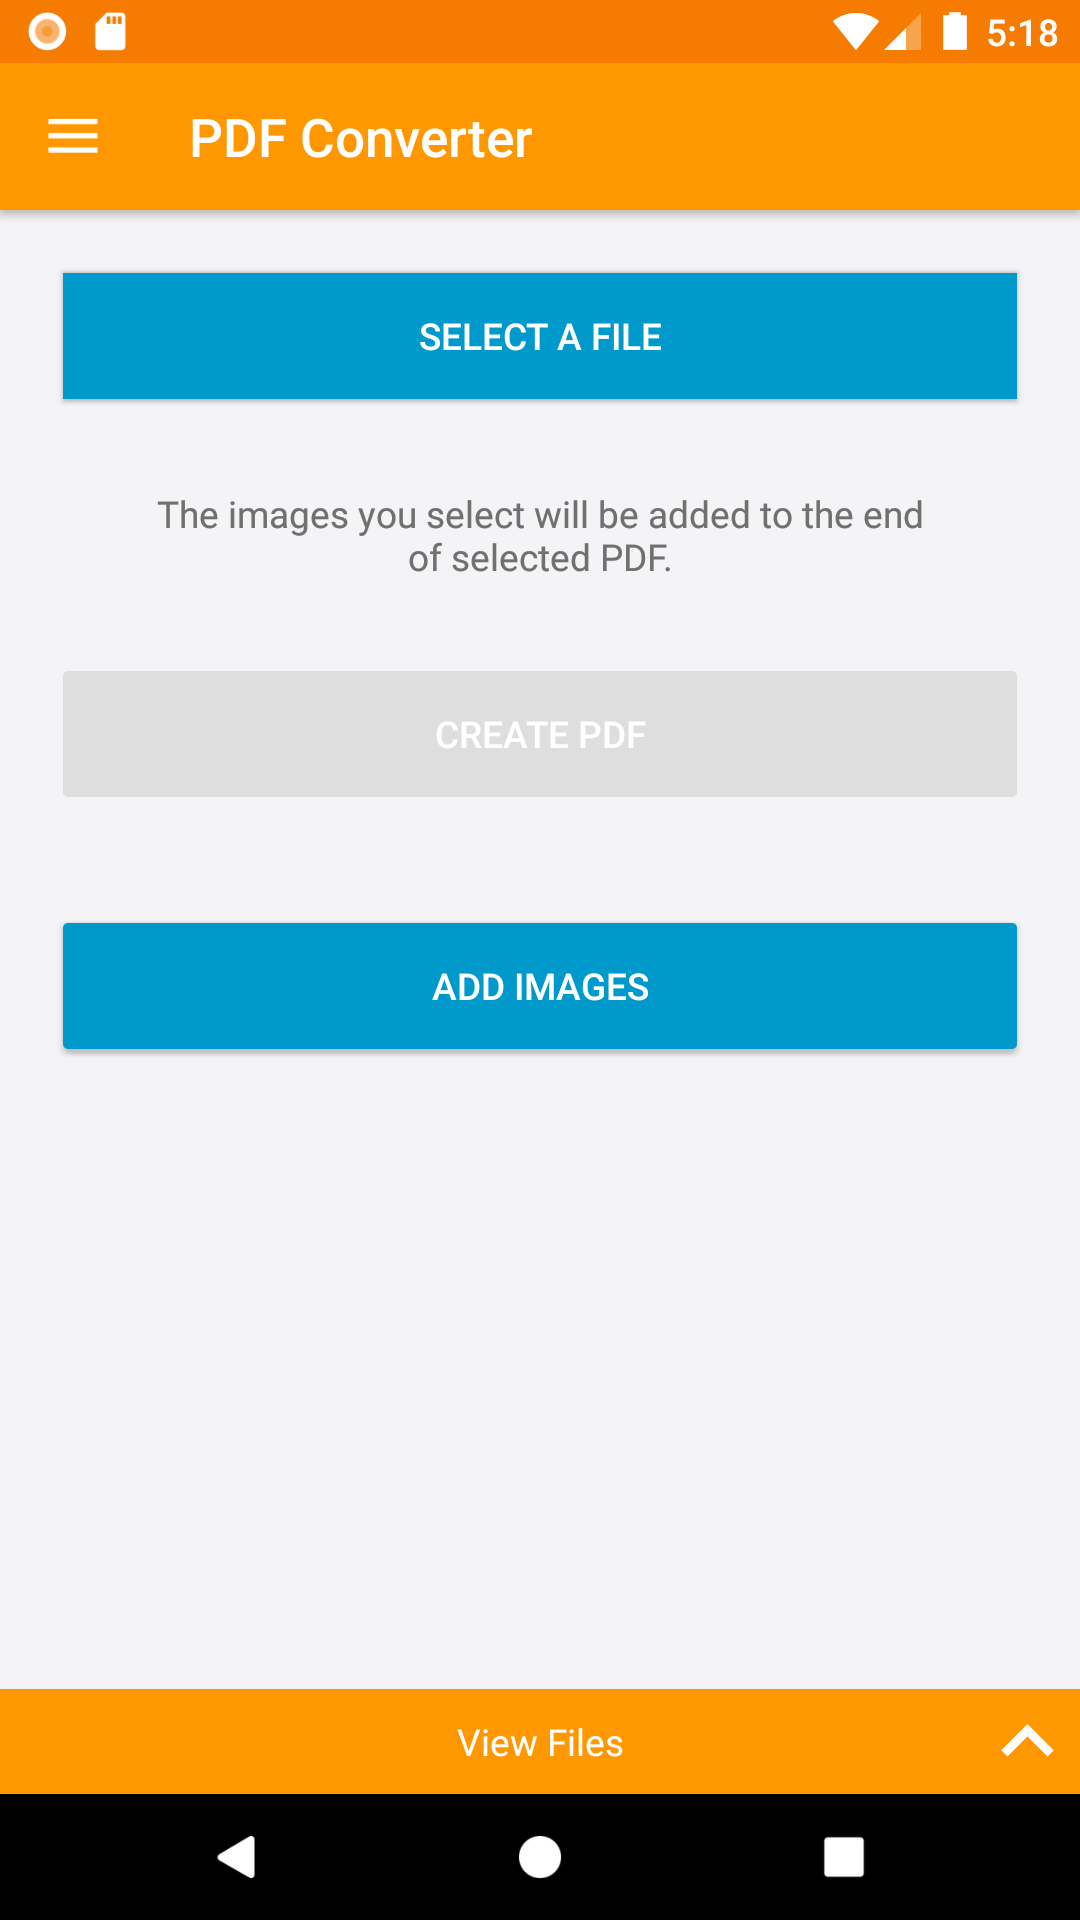 5:18
PDF Converter
SELECT A FILE
The images you select will be added to the end
of selected PDF.
CREATE PDF
ADD IMAGES
View Files